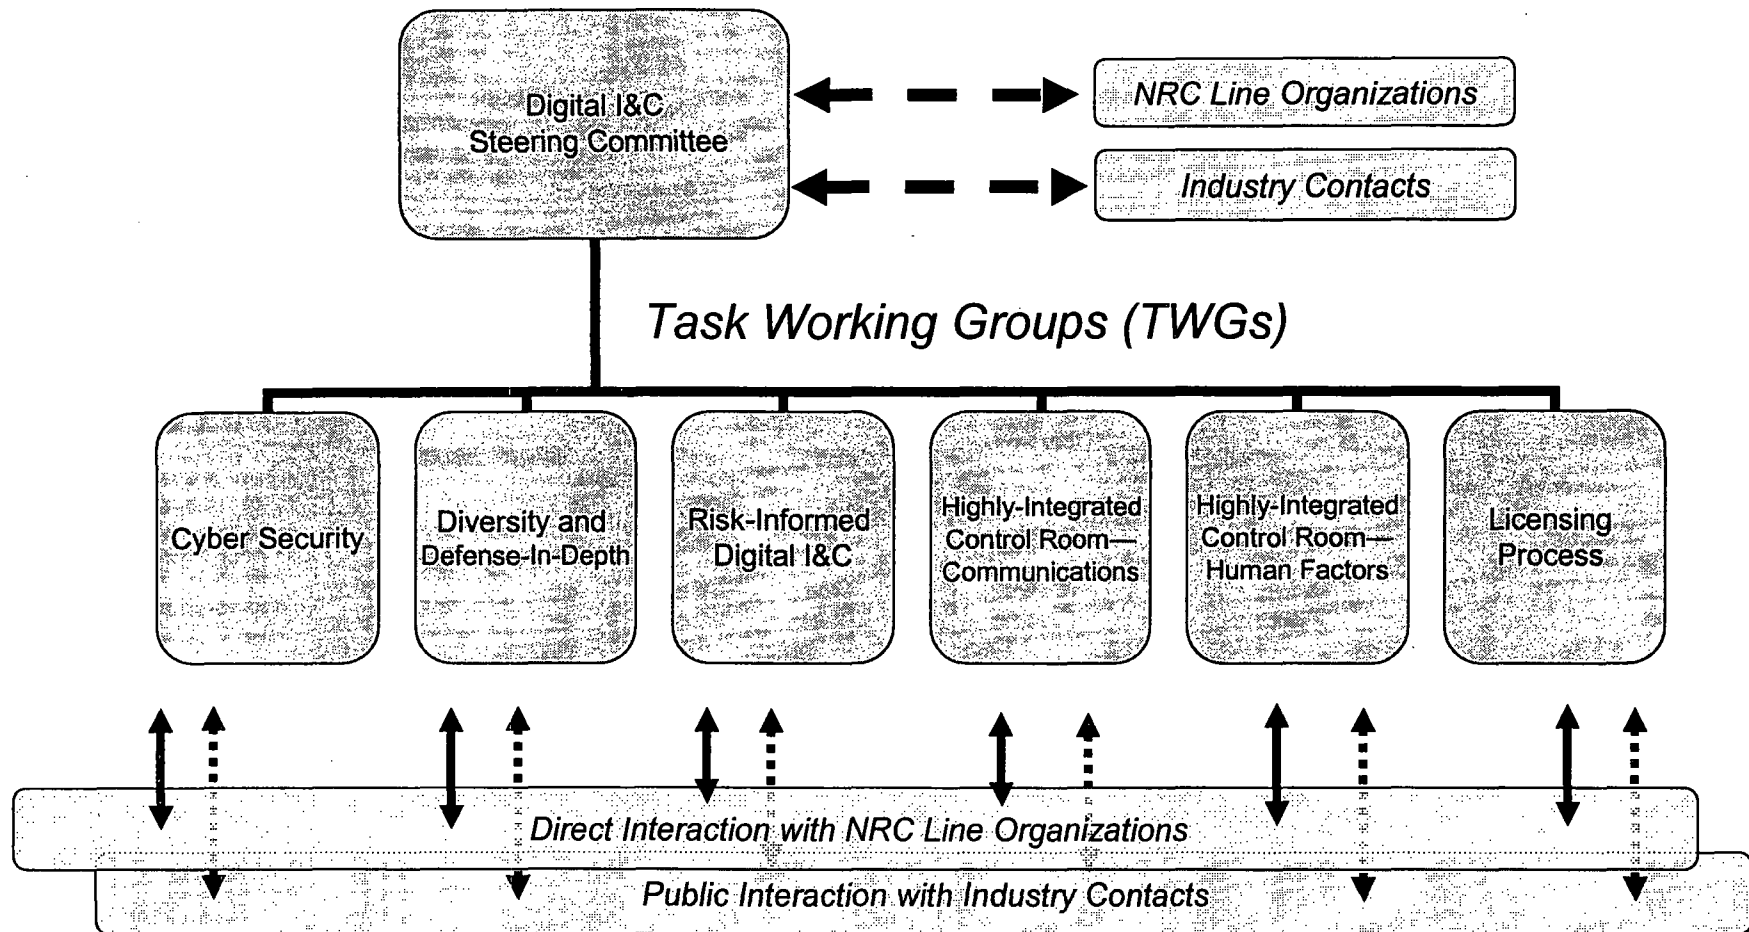 Digital I&C
Steering Committee
NRC Line Organizations
Industry Contacts
Task Working Groups (TWGs)
Cyber Security
Diversity and
Defense-In-Depth
Risk-Informed
Digital I&C
Highly-Integrated
Control Room—
Communications
Highly-Integrated
Control Room—
Human Factors
Licensing
Process
Direct Interaction with NRC Line Organizations
Public Interaction with Industry Contacts